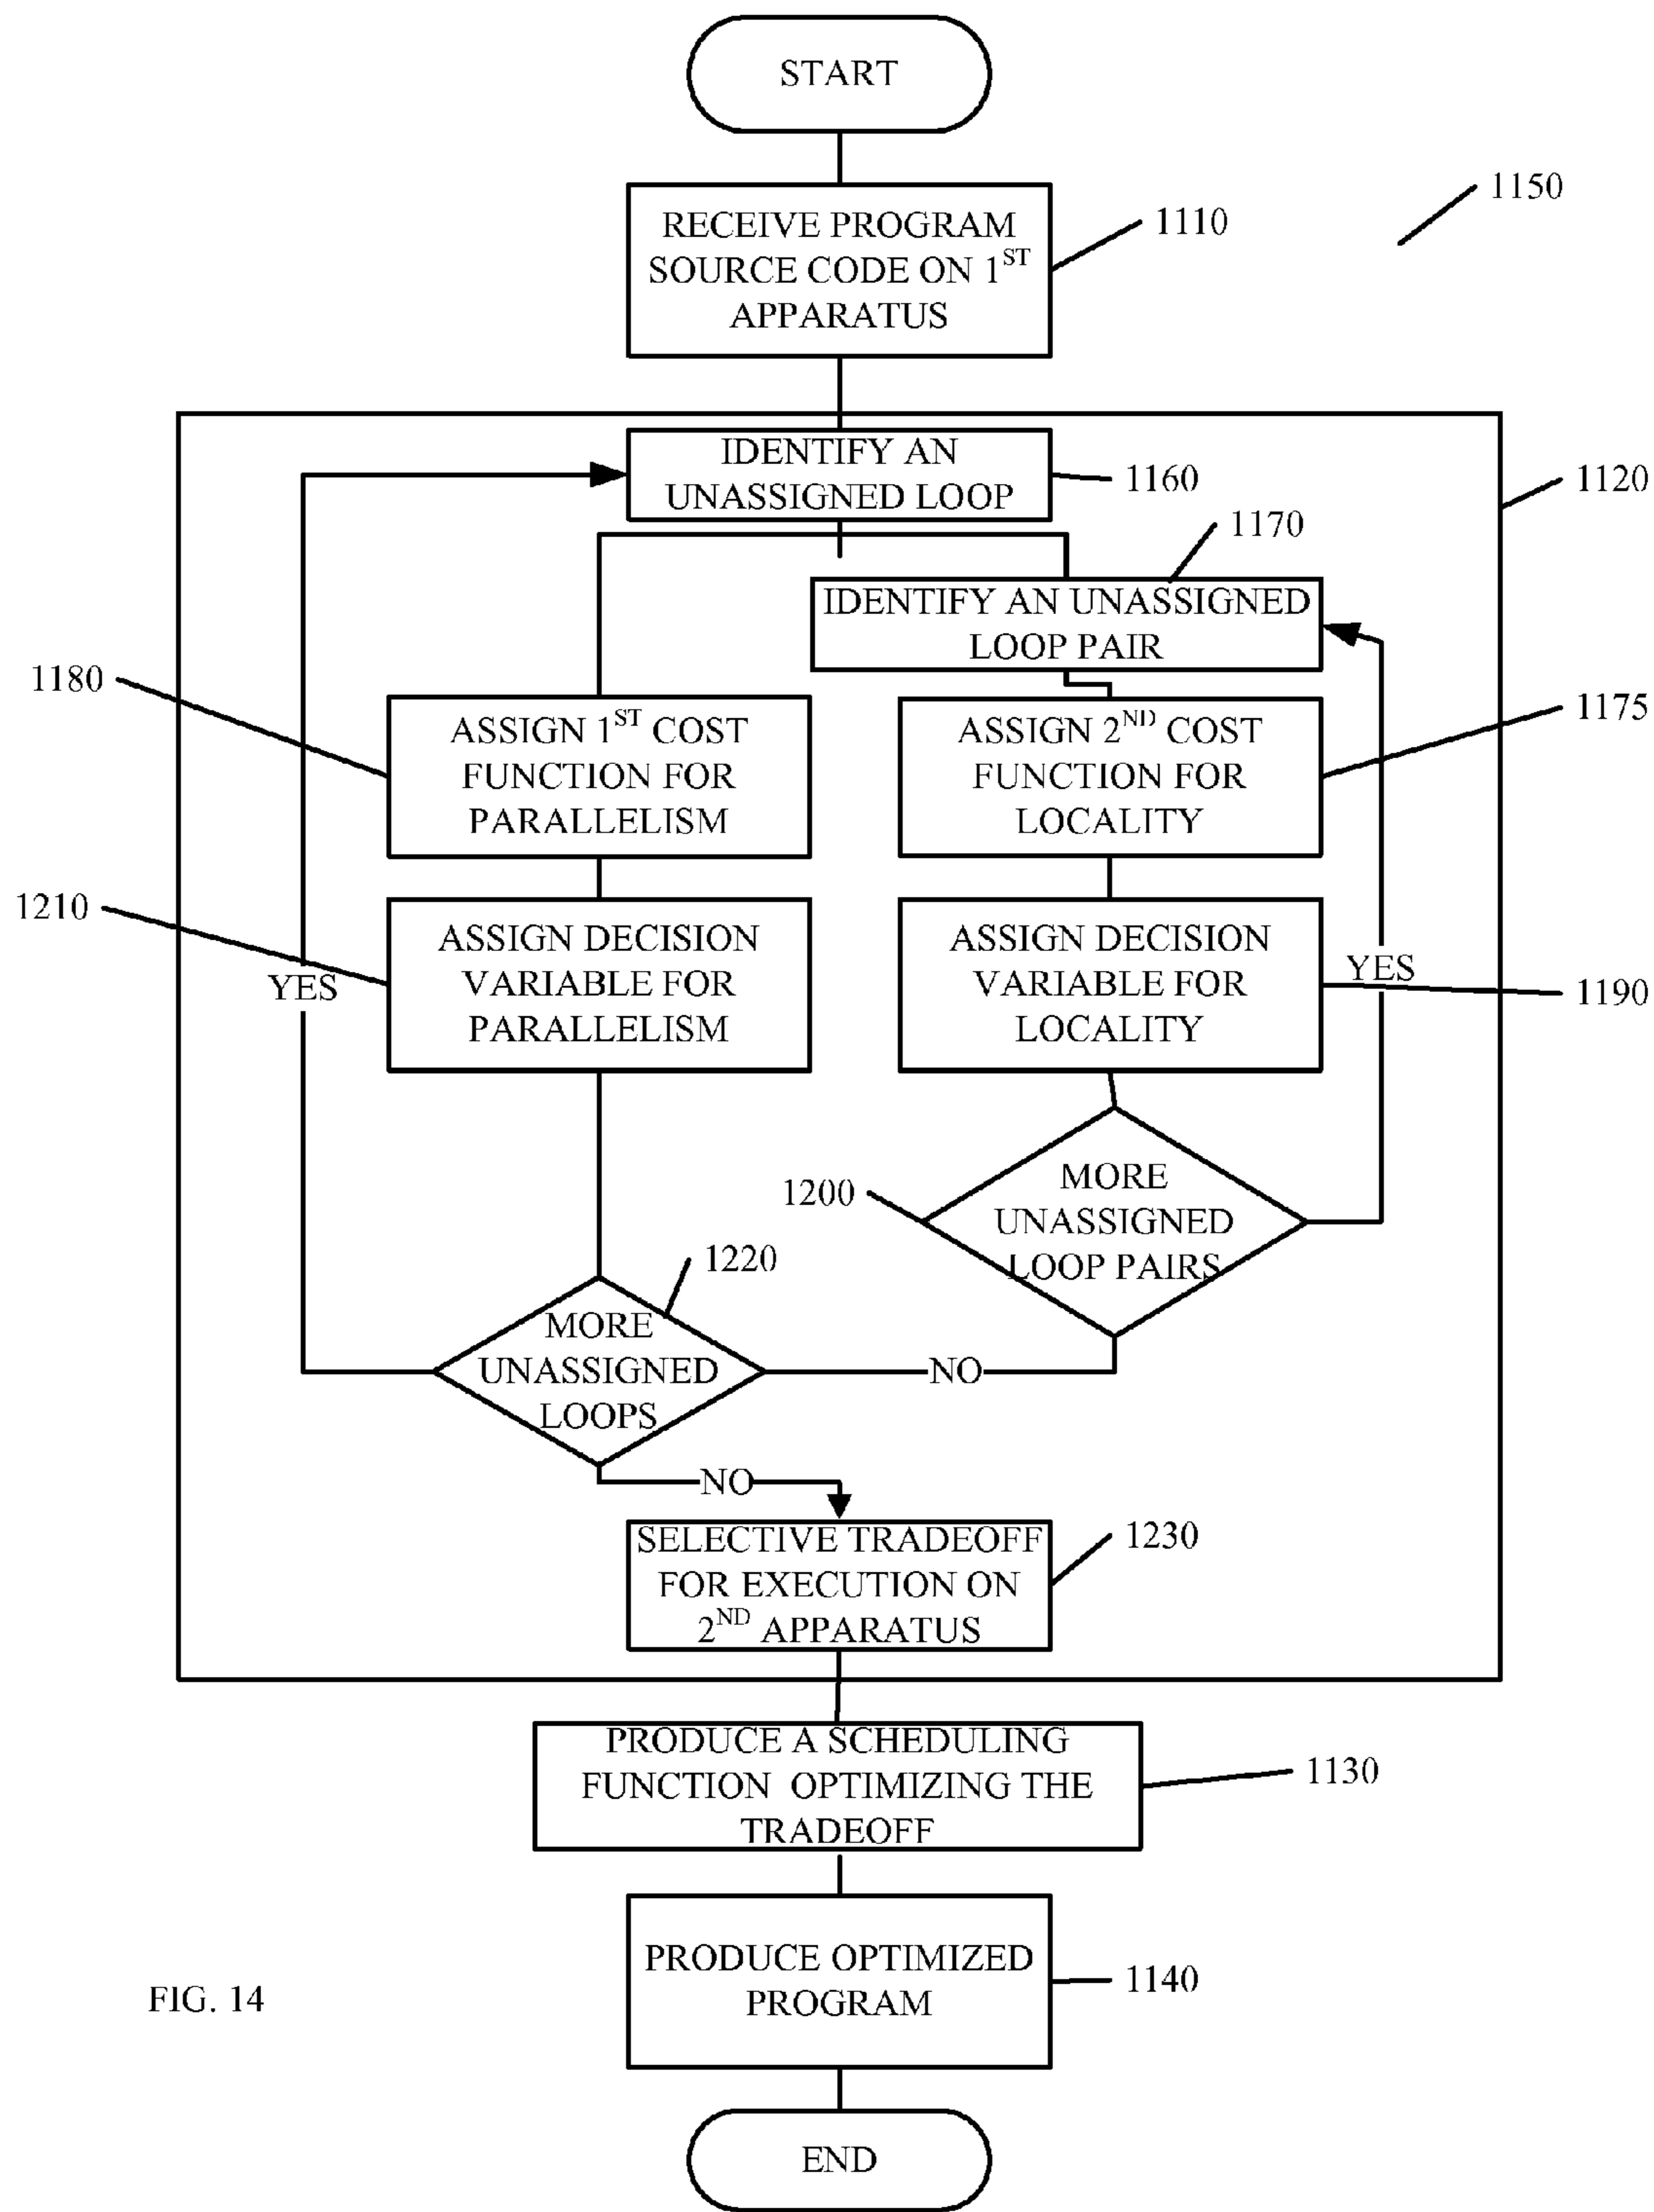 START
1150
RECEIVE PROGRAM
SOURCE CODE ON 1ST
APPARATUS
1110
IDENTIFY AN
UNASSIGNED LOOP
1160
1120
1170
IDENTIFY AN UNASSIGNED
LOOP PAIR
1180
ASSIGN 1ST COST
FUNCTION FOR
PARALLELISM
ASSIGN 2ND COST
FUNCTION FOR
LOCALITY
1175
1210
YES
ASSIGN DECISION
VARIABLE FOR
PARALLELISM
ASSIGN DECISION
VARIABLE FOR
LOCALITY
YES
1190
1200
MORE
UNASSIGNED
LOOP PAIRS
1220
MORE
UNASSIGNED
LOOPS
NO
NO
SELECTIVE TRADEOFF
FOR EXECUTION ON
2ND APPARATUS
1230
PRODUCE A SCHEDULING
FUNCTION OPTIMIZING THE
TRADEOFF
1130
PRODUCE OPTIMIZED
PROGRAM
1140
FIG. 14
END